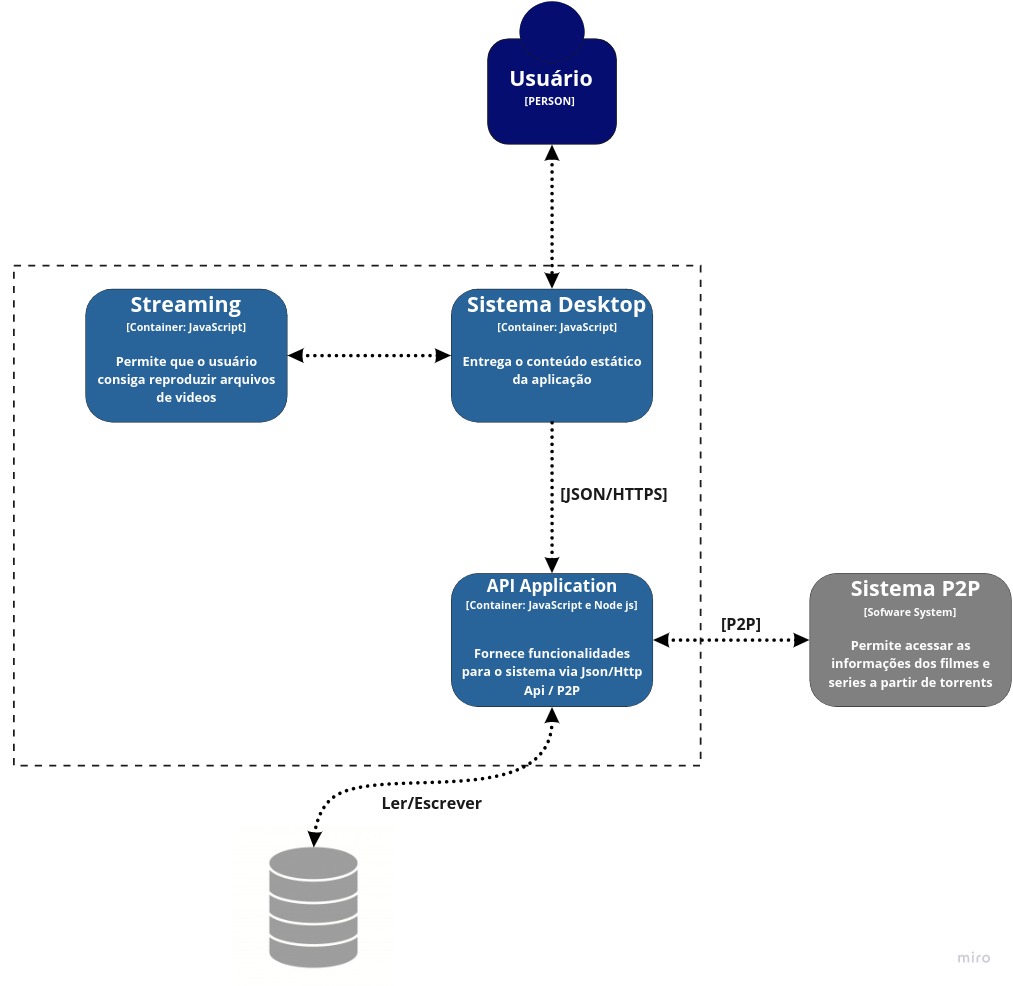 Usuário
[PERSON]
Streaming
[Container: JavaScript]
Permite que o usuário
consiga reproduzir arquivos
de videos
Sistema Desktop
[Container: JavaScript]
Entrega o conteúdo estático
da aplicação
[JSON/HTTPS]
API Application
[Container: JavaScript e Node js]
Fornece funcionalidades
para o sistema via Json/Http
Api / P2P
[P2P]
Sistema P2P
[Sofware System]
Permite acessar as
informações dos filmes e
series a partir de torrents
Ler/Escrever
miro